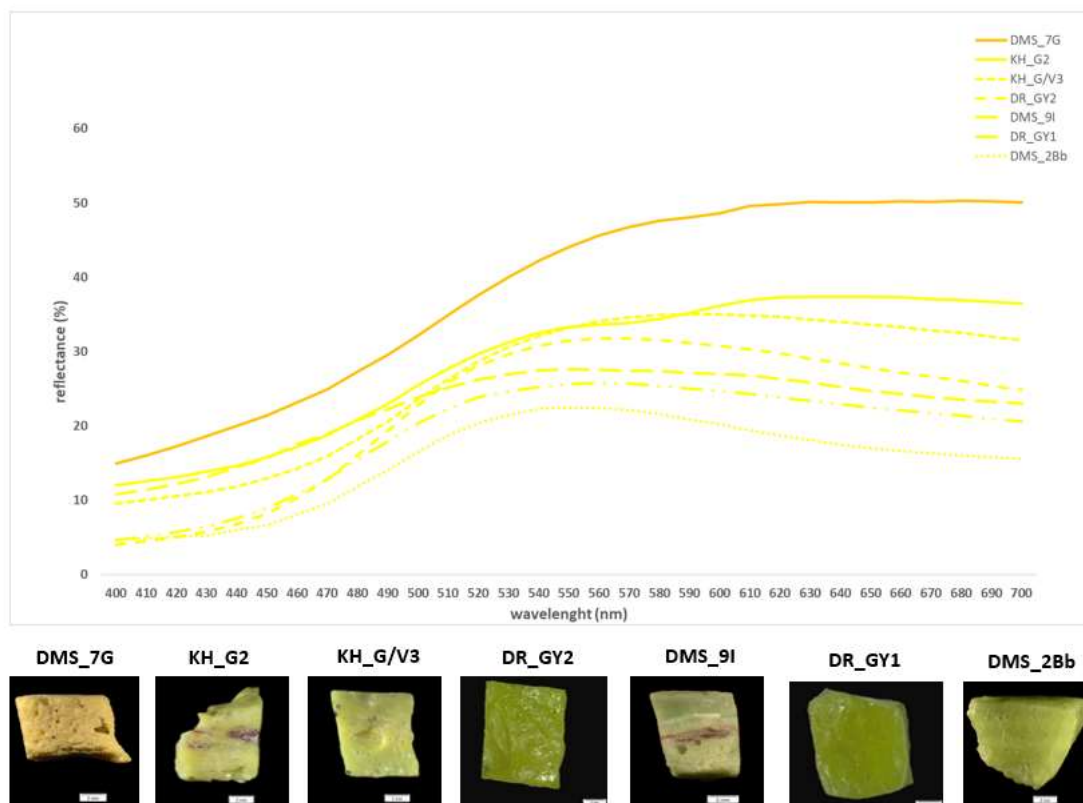 DMS_7G
KH_G2
KH_G/V3
DR_GY2
DMS_9I
DR_GY1
DMS_2Bb
60
50
40
30
20
10
0
reflectance (%)
400 410 420 430 440 450 460 470 480 490 500 510 520 530 540 550 560 570 580 590 600 610 620 630 640 650 660 670 680 690 700
wavelenght (nm)
DMS_7G KH_G2 KH_G/V3 DR_GY2 DMS_9I DR_GY1 DMS_2Bb